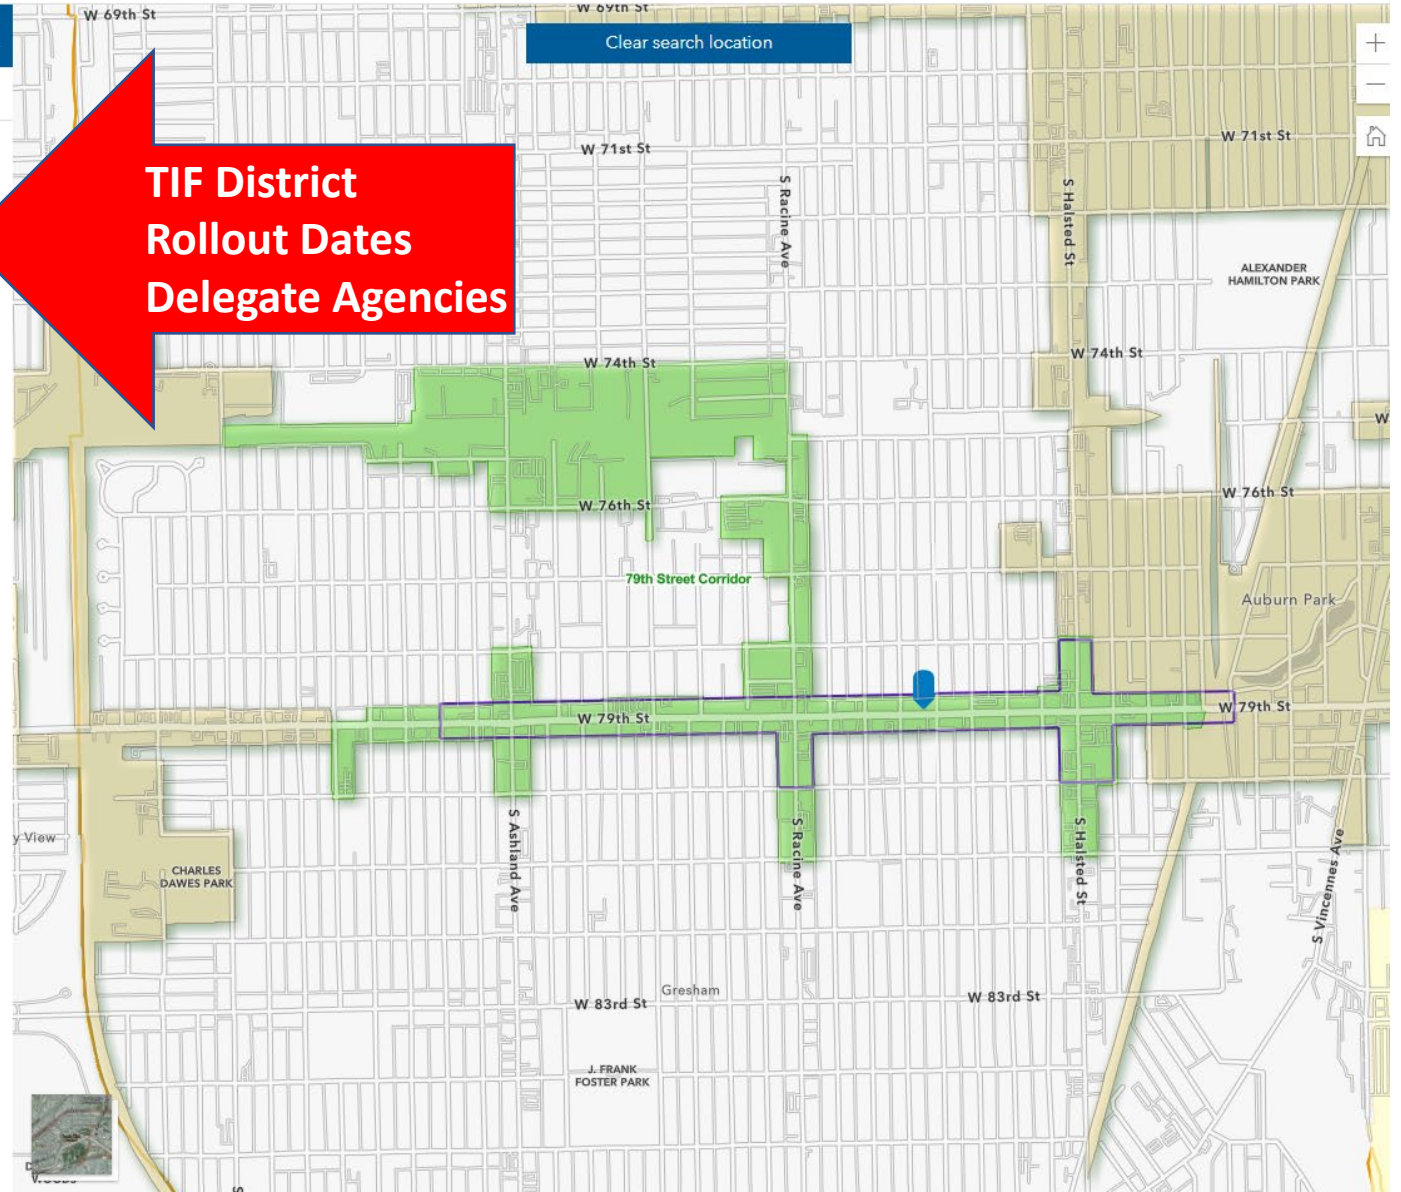 W 69th St
W 69th St
Clear search location
W 71st St
W 71st St
TIF District
Rollout Dates
Delegate Agencies
S Racine Ave
S Halsted St
ALEXANDER
HAMILTON PARK
W 74th St
W 74th St
W
W 76th St
W 76th St
79th Street Corridor
Auburn Park
W 79th St
W 79th St
y View
CHARLES
DAWES PARK
S Ashland Ave
S Racine Ave
S Halsted St
S Vincennes Ave
Gresham
W 83rd St
W 83rd St
J. FRANK
FOSTER PARK